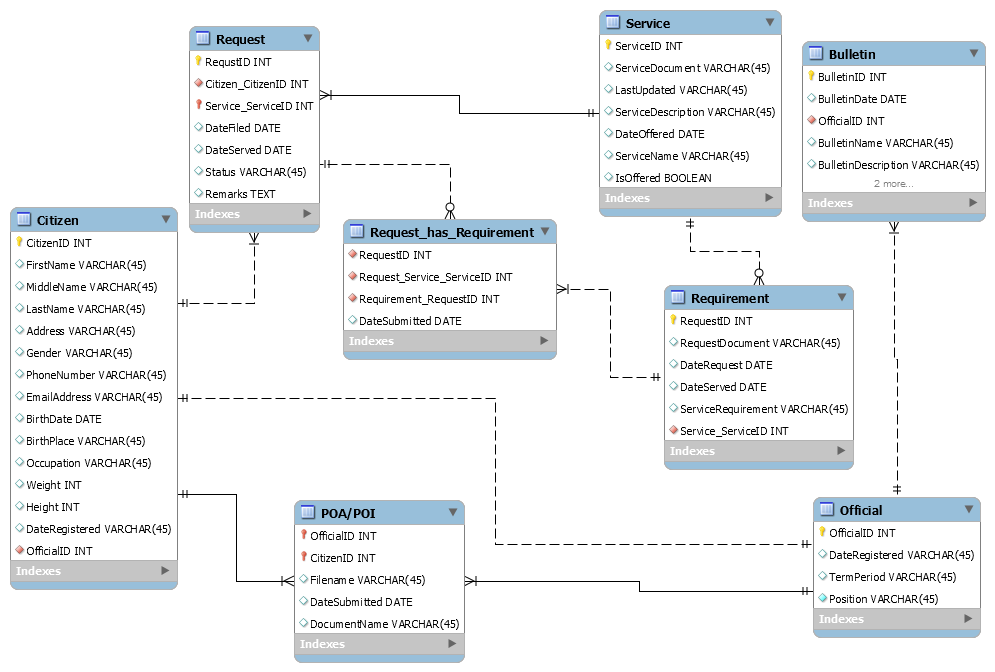 Request
RequstID INT
Citizen_CitizenID INT
Service_ServiceID INT
DateFiled DATE
DateServed DATE
Status VARCHAR(45)
Remarks TEXT
Indexes
Service
ServiceID INT
ServiceDocument VARCHAR(45)
LastUpdated VARCHAR(45)
ServiceDescription VARCHAR(45)
DateOffered DATE
ServiceName VARCHAR(45)
IsOffered BOOLEAN
Indexes
Bulletin
BulletinID INT
BulletinDate DATE
OfficialID INT
BulletinName VARCHAR(45)
BulletinDescription VARCHAR(45)
2 more...
Indexes
Citizen
CitizenID INT
FirstName VARCHAR(45)
MiddleName VARCHAR(45)
LastName VARCHAR(45)
Address VARCHAR(45)
Gender VARCHAR(45)
PhoneNumber VARCHAR(45)
EmailAddress VARCHAR(45)
BirthDate DATE
BirthPlace VARCHAR(45)
Occupation VARCHAR(45)
Weight INT
Height INT
DateRegistered VARCHAR(45)
OfficialID INT
Indexes
Request_has_Requirement
RequestID INT
Request_Service_ServiceID INT
Requirement_RequestID INT
DateSubmitted DATE
Indexes
Requirement
RequestID INT
RequestDocument VARCHAR(45)
DateRequest DATE
DateServed DATE
ServiceRequirement VARCHAR(45)
Service_ServiceID INT
Indexes
POA/POI
OfficialID INT
CitizenID INT
Filename VARCHAR(45)
DateSubmitted DATE
DocumentName VARCHAR(45)
Indexes
Official
OfficialID INT
DateRegistered VARCHAR(45)
TermPeriod VARCHAR(45)
Position VARCHAR(45)
Indexes